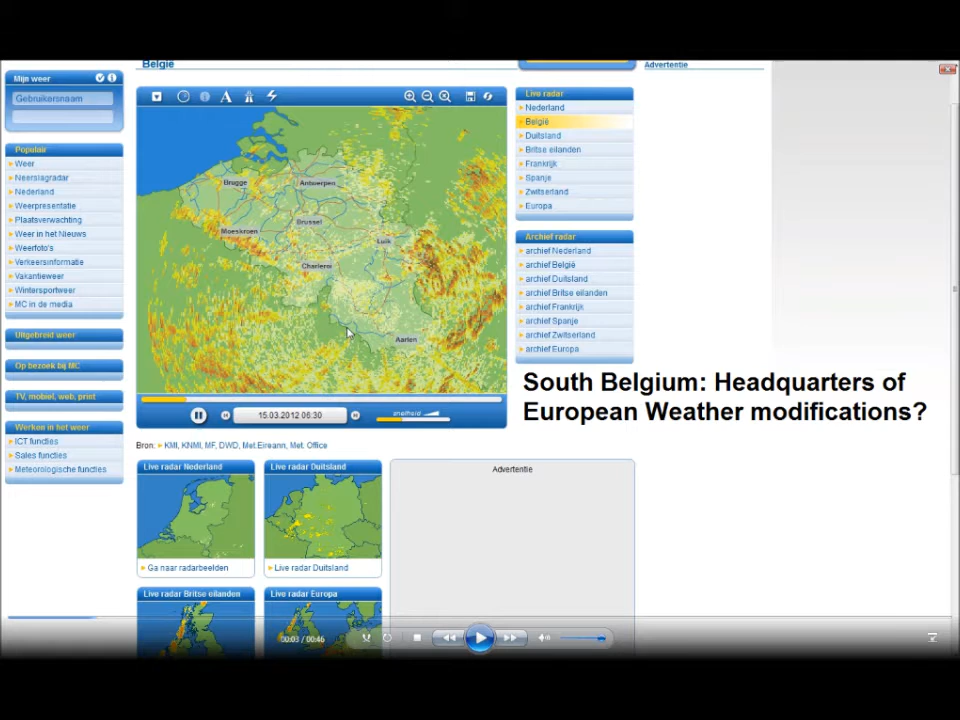 België
Advertentie
Mijn weer
Gebruikersnaam
Populair
Weer
Neerslagradar
Nederland
Weerpresentatie
Plaatsverwachting
Weer in het Nieuws
Weerfoto's
Verkeersinformatie
Vakantieweer
Wintersportweer
MC in de media
Uitgebreid weer
Op bezoek bij MC
TV, mobiel, web, print
Werken in het weer
ICT functies
Sales functies
Meteorologische functies
A
Brugge
Antwerpen
Brussel
Moeskroen
Luik
Charleroi
Aarlen
15.03.2012 06:30
snelheid
Live radar
Nederland
België
Duitsland
Britse eilanden
Frankrijk
Spanje
Zwitserland
Europa
Archief radar
archief Nederland
archief België
archief Duitsland
archief Britse eilanden
archief Frankrijk
archief Spanje
archief Zwitserland
archief Europa
South Belgium: Headquarters of
European Weather modifications?
Bron: KMI, KNMI, MF, DWD, Met Eireann, Met. Office
Live radar Nederland
Ga naar radarbeelden
Live radar Duitsland
Live radar Duitsland
Advertentie
Live radar Britse eilanden
Live radar Europa
00:03 / 00:46